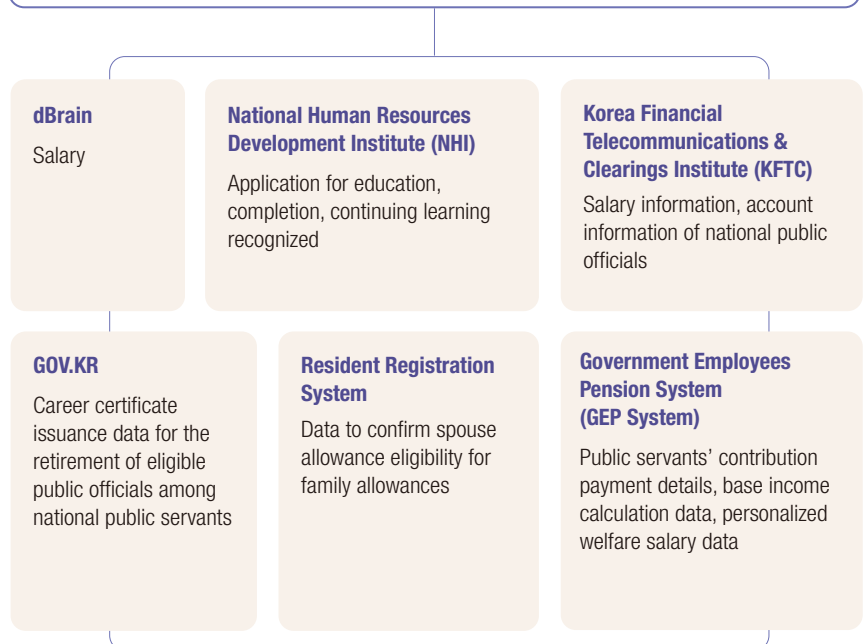 dBrain
Salary
National Human Resources
Development Institute (NHI)
Application for education,
completion, continuing learning
recognized
Korea Financial
Telecommunications &
Clearings Institute (KFTC)
Salary information, account
information of national public
officials
GOV.KR
Career certificate
issuance data for the
retirement of eligible
public officials among
national public servants
Resident Registration
System
Data to confirm spouse
allowance eligibility for
family allowances
Government Employees
Pension System
(GEP System)
Public servants’ contribution
payment details, base income
calculation data, personalized
welfare salary data